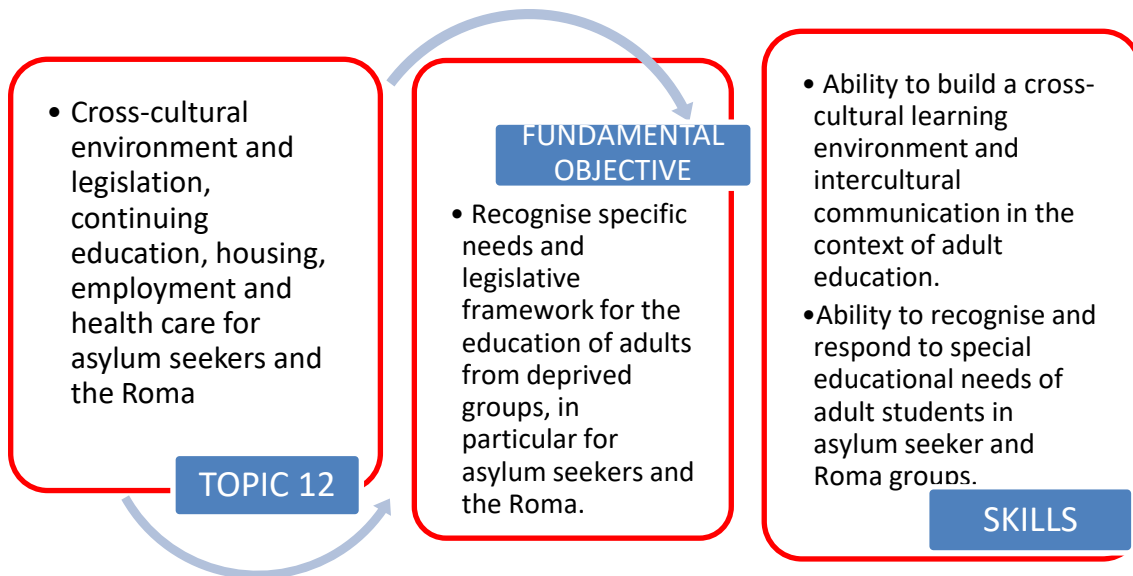 • Cross-cultural
environment and
legislation,
continuing
education, housing,
employment and
health care for
asylum seekers and
the Roma
TOPIC 12
FUNDAMENTAL
OBJECTIVE
• Recognise specific
needs and
legislative
framework for the
education of adults
from deprived
groups, in
particular for
asylum seekers and
the Roma.
• Ability to build a cross-
cultural learning
environment and
intercultural
communication in the
context of adult
education.
•Ability to recognise and
respond to special
educational needs of
adult students in
asylum seeker and
Roma groups.
SKILLS